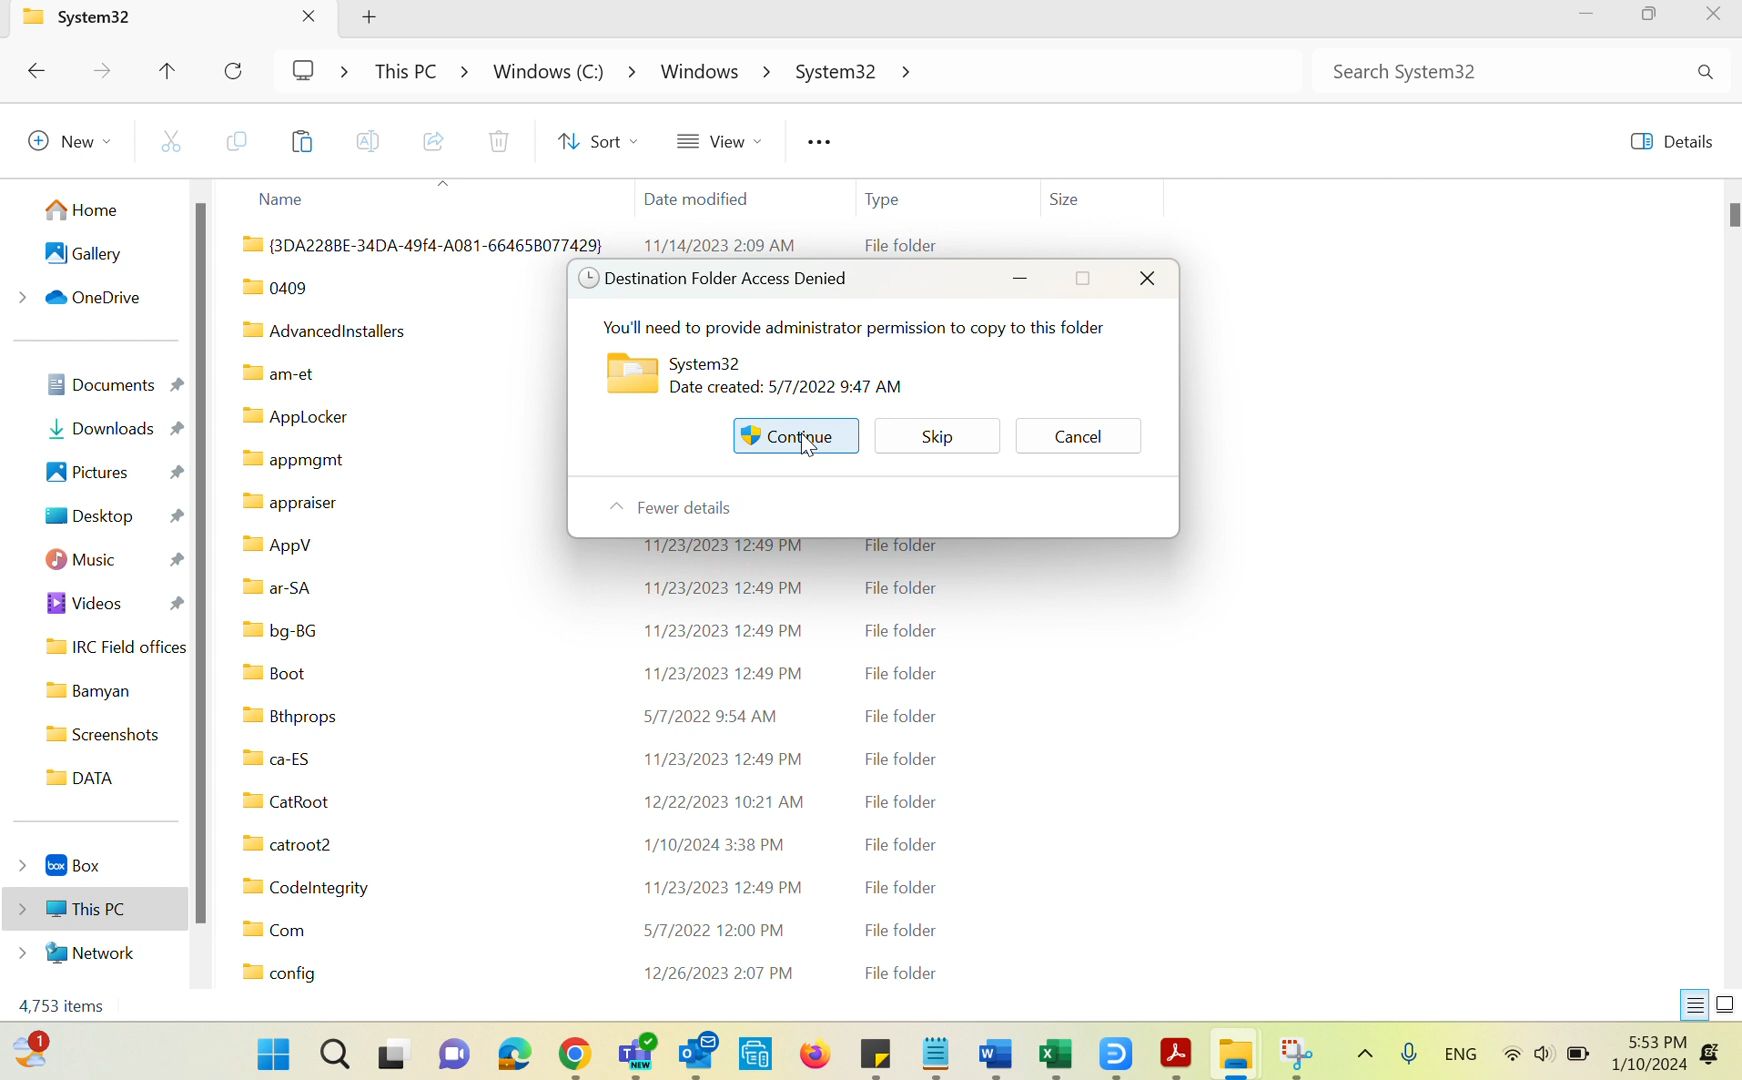 System32
This PC > Windows (C:) > Windows > System32 >
Search System32
New
Sort
View
Details
Home
Gallery
OneDrive
Documents
Downloads
Pictures
Desktop
Music
Videos
IRC Field offices
Bamyan
Screenshots
DATA
Box
This PC
Network
Name Date modified Type Size
{3DA228BE-34DA-49f4-A081-66465B077429} 11/14/2023 2:09 AM File folder
0409
AdvancedInstallers
am-et
AppLocker
appmgmt
appraiser
AppV 11/23/2023 12:49 PM File folder
ar-SA 11/23/2023 12:49 PM File folder
bg-BG 11/23/2023 12:49 PM File folder
Boot 11/23/2023 12:49 PM File folder
Bthprops 5/7/2022 9:54 AM File folder
ca-ES 11/23/2023 12:49 PM File folder
CatRoot 12/22/2023 10:21 AM File folder
catroot2 1/10/2024 3:38 PM File folder
CodeIntegrity 11/23/2023 12:49 PM File folder
Com 5/7/2022 12:00 PM File folder
config 12/26/2023 2:07 PM File folder
Destination Folder Access Denied
You'll need to provide administrator permission to copy to this folder
System32
Date created: 5/7/2022 9:47 AM
Continue
Skip
Cancel
Fewer details
4,753 items
1
box
NEW
ENG
5:53 PM
1/10/2024